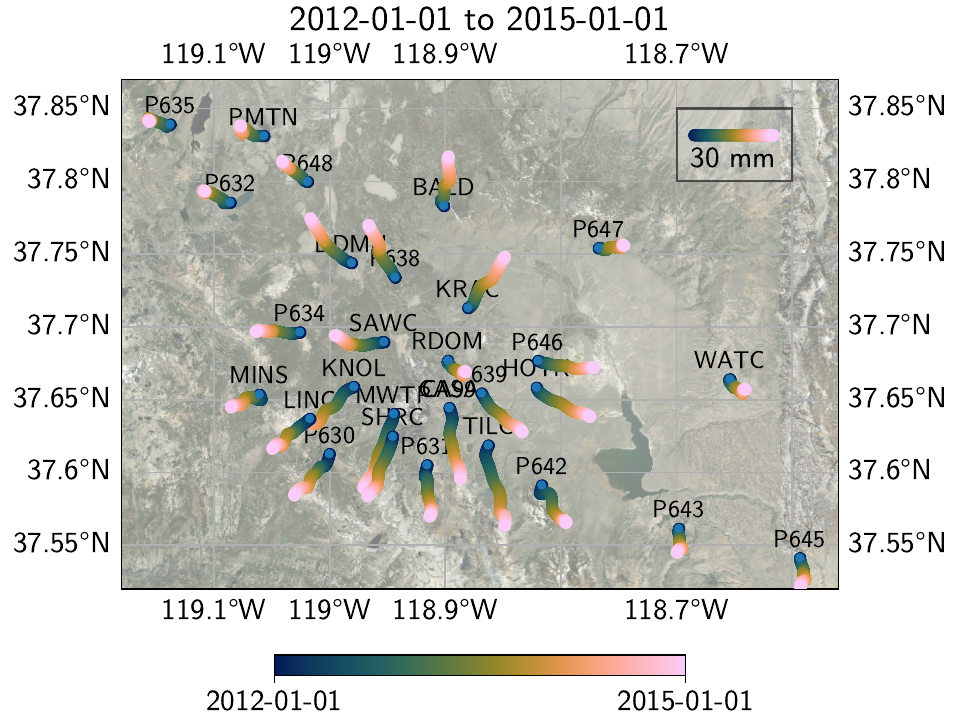 2012-01-01 to 2015-01-01
119.1°W 119°W 118.9°W 118.7°W
37.85°N 37.85°N
P635
PMTN
30 mm
P648
37.8°N 37.8°N
P632
BALD
P647
37.75°N 37.75°N
P638
KRAC
37.7°N 37.7°N
P634
SAWC
RDOM
P646
WATC
MINS
KNOL
P639
37.65°N 37.65°N
LINC
MWTP
CA99
SHRC
P630
P631
TILC
37.6°N 37.6°N
P642
P643
37.55°N 37.55°N
P645
119.1°W 119°W 118.9°W 118.7°W
2012-01-01 2015-01-01